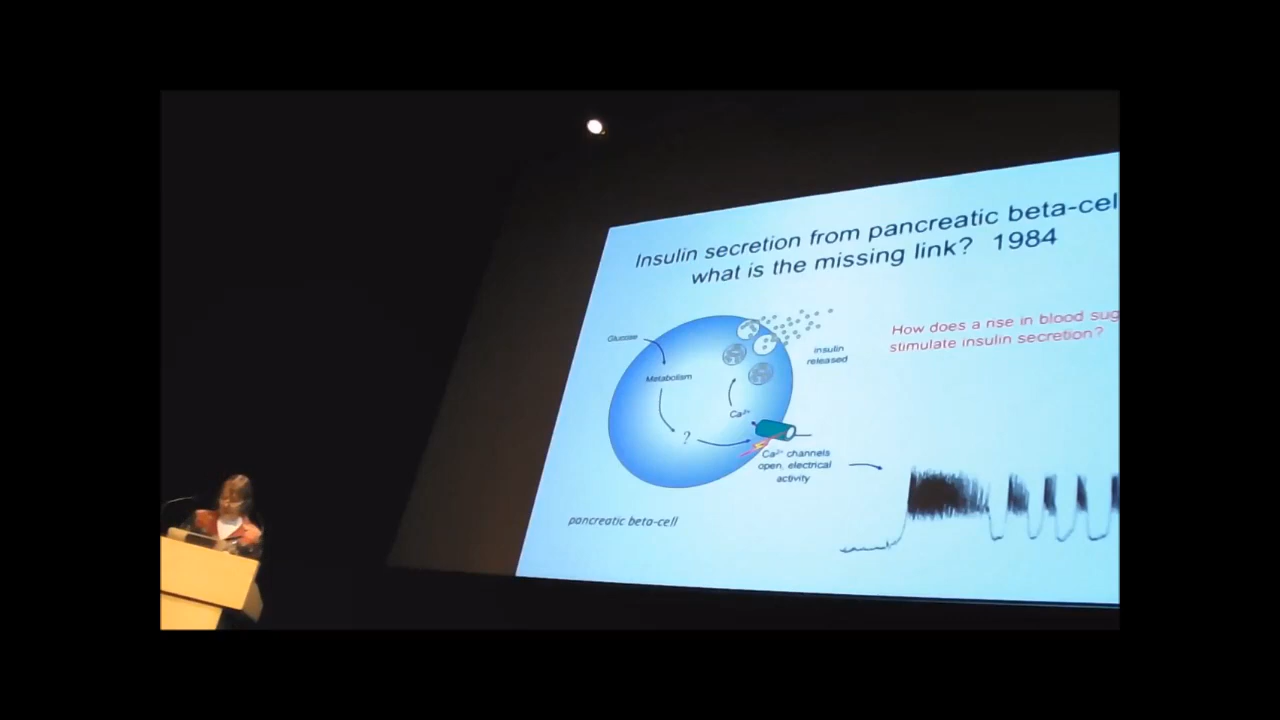 Insulin secretion from pancreatic beta-cel
what is the missing link? 1984
How does a rise in blood sug
stimulate insulin secretion?
Glucose
Metabolism
?
Ca²⁺
insulin
released
Ca²⁺ channels
open, electrical
activity
pancreatic beta-cell